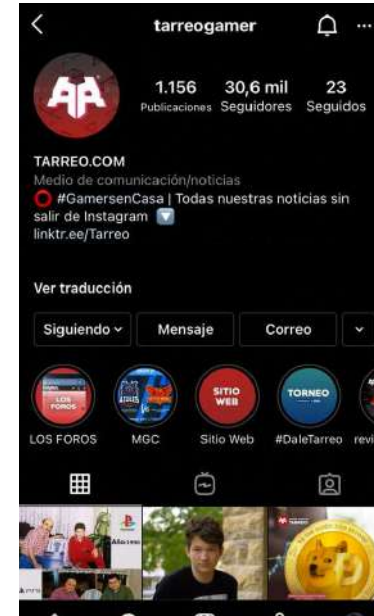 tarreogamer
1.156 30,6 mil 23
Publicaciones Seguidores Seguidos
TARREO.COM
Medio de comunicación/noticias
#GamersenCasa | Todas nuestras noticias sin
salir de Instagram
linktr.ee/Tarreo
Ver traducción
Siguiendo Mensaje Correo
LOS FOROS
SITIO
WEB
TORNEO
LOS FOROS MGC Sitio Web #DaleTarreo revi